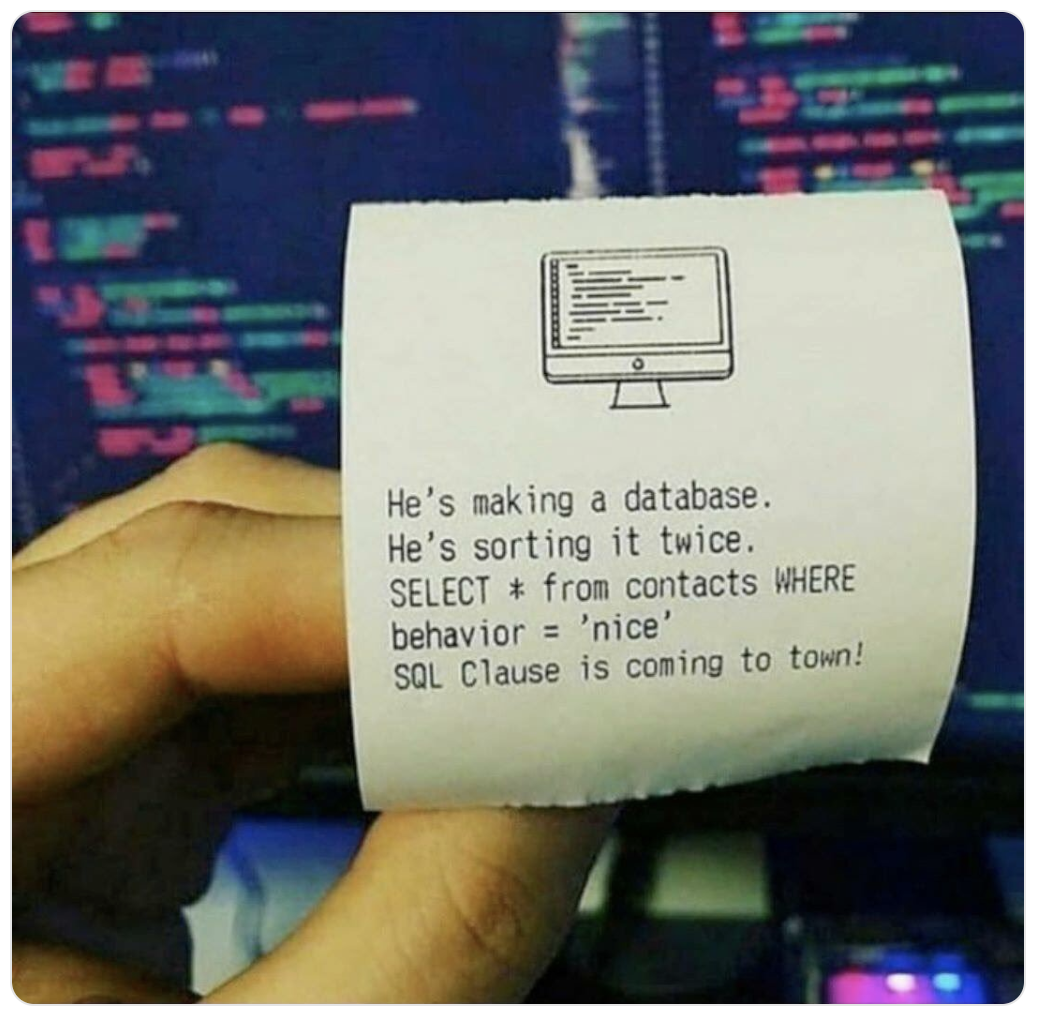 He's making a database.
He's sorting it twice.
SELECT * from contacts WHERE
behavior = 'nice'
SQL Clause is coming to town!